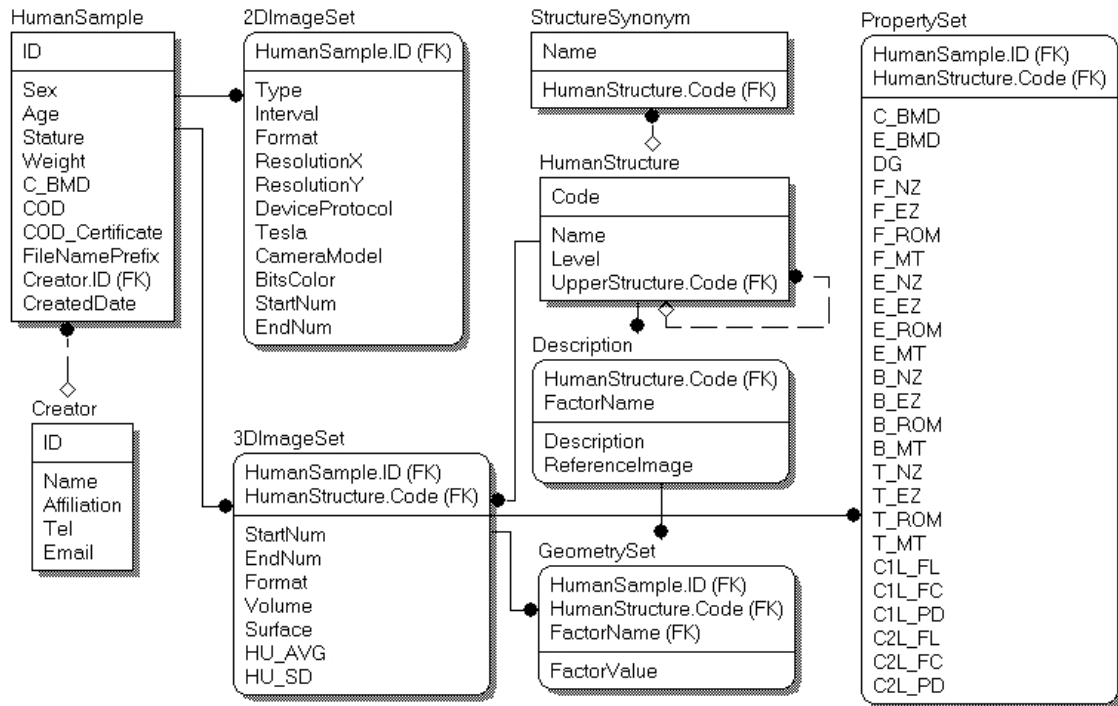 HumanSample
ID
Sex
Age
Stature
Weight
C_BMD
COD
COD_Certificate
FileNamePrefix
Creator.ID (FK)
CreatedDate
Creator
ID
Name
Affiliation
Tel
Email
2DImageSet
HumanSample.ID (FK)
Type
Interval
Format
ResolutionX
ResolutionY
DeviceProtocol
Tesla
CameraModel
BitsColor
StartNum
EndNum
3DImageSet
HumanSample.ID (FK)
HumanStructure.Code (FK)
StartNum
EndNum
Format
Volume
Surface
HU_AVG
HU_SD
StructureSynonym
Name
HumanStructure.Code (FK)
HumanStructure
Code
Name
Level
UpperStructure.Code (FK)
Description
HumanStructure.Code (FK)
FactorName
Description
ReferenceImage
GeometrySet
HumanSample.ID (FK)
HumanStructure.Code (FK)
FactorName (FK)
FactorValue
PropertySet
HumanSample.ID (FK)
HumanStructure.Code (FK)
C_BMD
E_BMD
DG
F_NZ
F_EZ
F_ROM
F_MT
E_NZ
E_EZ
E_ROM
E_MT
B_NZ
B_EZ
B_ROM
B_MT
T_NZ
T_EZ
T_ROM
T_MT
C1L_FL
C1L_FC
C1L_PD
C2L_FL
C2L_FC
C2L_PD